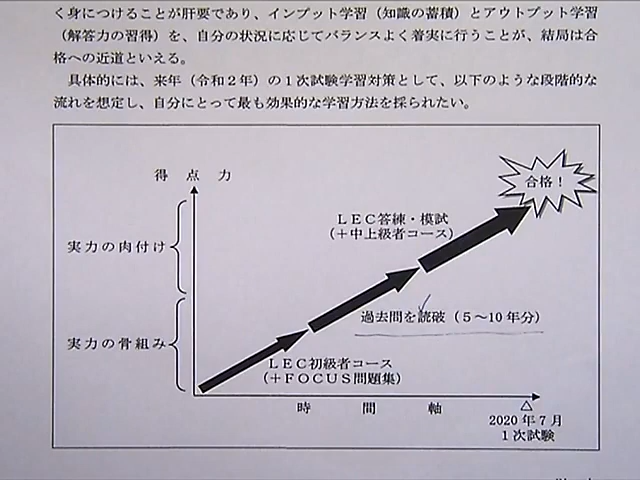 く身につけることが肝要であり、インプット学習（知識の蓄積）とアウトプット学習
（解答力の習得）を、自分の状況に応じてバランスよく着実に行うことが、結局は合
格への近道といえる。
具体的には、来年（令和２年）の１次試験学習対策として、以下のような段階的な
流れを想定し、自分にとって最も効果的な学習方法を採られたい。
得点力
合格！
ＬＥＣ答練・模試
（＋中上級者コース）
実力の肉付け
過去問を読破（５～10年分）
実力の骨組み
ＬＥＣ初級者コース
（＋ＦＯＣＵＳ問題集）
時間軸
△
2020年７月
１次試験